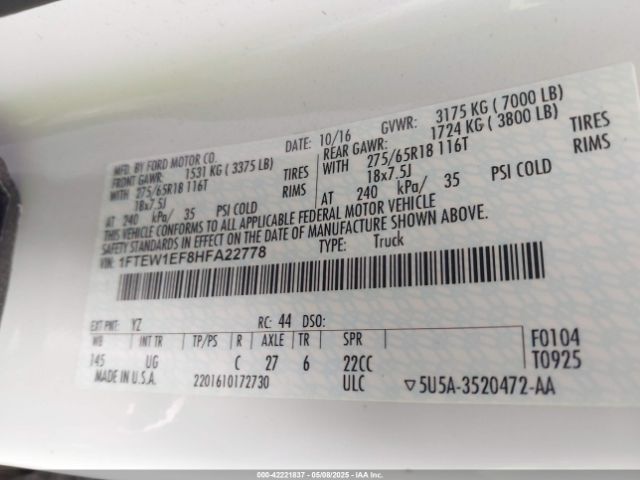 MFD. BY FORD MOTOR CO. DATE: 10/16 GVWR: 3175 KG ( 7000 LB)
FRONT GAWR: 1531 KG ( 3375 LB) REAR GAWR: 1724 KG ( 3800 LB)
WITH 275/65R18 116T TIRES WITH 275/65R18 116T TIRES
18x7.5J RIMS 18x7.5J RIMS
AT 240 kPa/ 35 PSI COLD AT 240 kPa/ 35 PSI COLD
THIS VEHICLE CONFORMS TO ALL APPLICABLE FEDERAL MOTOR VEHICLE
SAFETY STANDARDS IN EFFECT ON THE DATE OF MANUFACTURE SHOWN ABOVE.
VIN: 1FTEW1EF8HFA22778 TYPE: Truck
EXT PNT: YZ RC: 44 DSO:
WB INT TR TP/PS R AXLE TR SPR F0104
145 UG C 27 6 22CC T0925
MADE IN U.S.A. 2201610172730 ULC ▽5U5A-3520472-AA
000-42221837 - 05/08/2025 - IAA Inc.